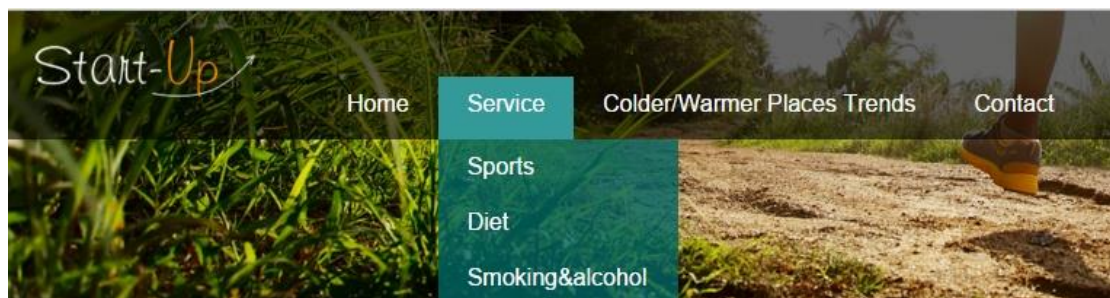 Start-Up
Home Service Colder/Warmer Places Trends Contact
Sports
Diet
Smoking&alcohol